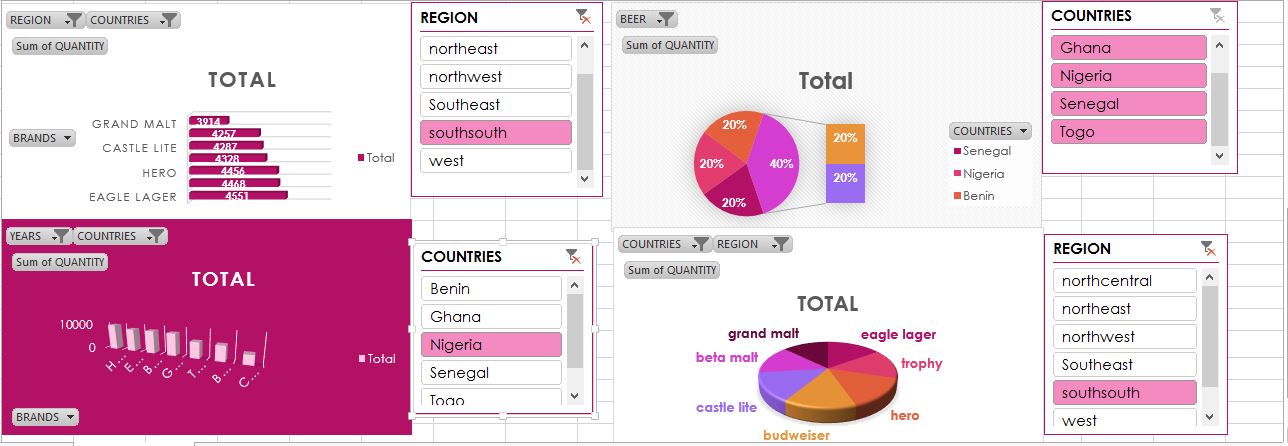 REGION COUNTRIES
Sum of QUANTITY
TOTAL
GRAND MALT
CASTLE LITE
HERO
EAGLE LAGER
3914
4257
4287
4328
4456
4468
4551
BRANDS
Total
REGION
northeast
northwest
Southeast
southsouth
west
BEER
Sum of QUANTITY
Total
20%
20%
20%
40%
20%
20%
COUNTRIES
Senegal
Nigeria
Benin
COUNTRIES
Ghana
Nigeria
Senegal
Togo
YEARS COUNTRIES
Sum of QUANTITY
TOTAL
10000
0
H...
E...
B...
G...
T...
B...
C...
Total
BRANDS
COUNTRIES
Benin
Ghana
Nigeria
Senegal
Togo
COUNTRIES REGION
Sum of QUANTITY
TOTAL
grand malt
eagle lager
beta malt
trophy
castle lite
hero
budweiser
REGION
northcentral
northeast
northwest
Southeast
southsouth
west